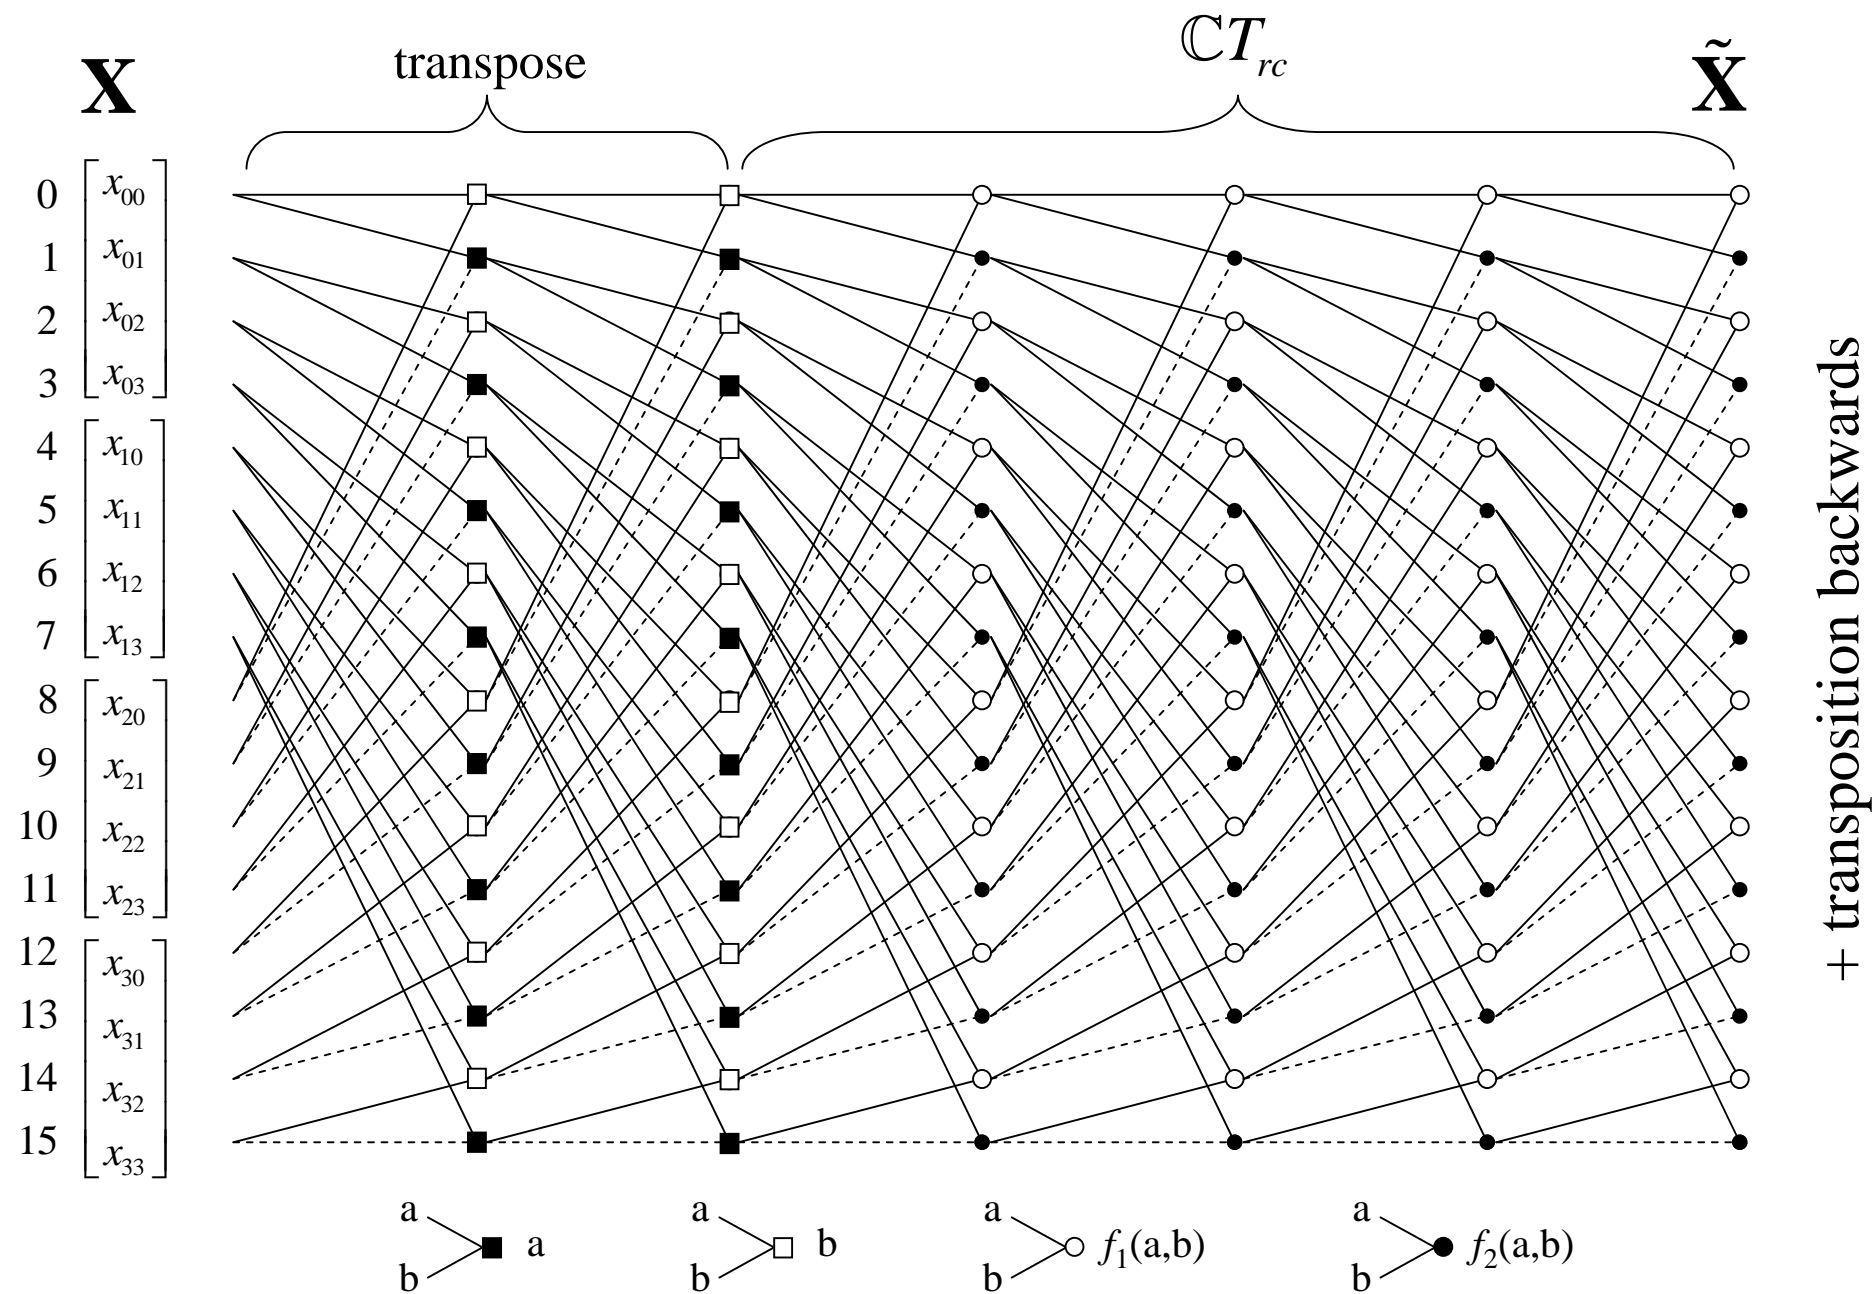 transpose
ℂT_rc
X
X̃
0 x_00
1 x_01
2 x_02
3 x_03
4 x_10
5 x_11
6 x_12
7 x_13
8 x_20
9 x_21
10 x_22
11 x_23
12 x_30
13 x_31
14 x_32
15 x_33
+ transposition backwards
a
b
a
a
b
b
a
b
f_1(a,b)
a
b
f_2(a,b)